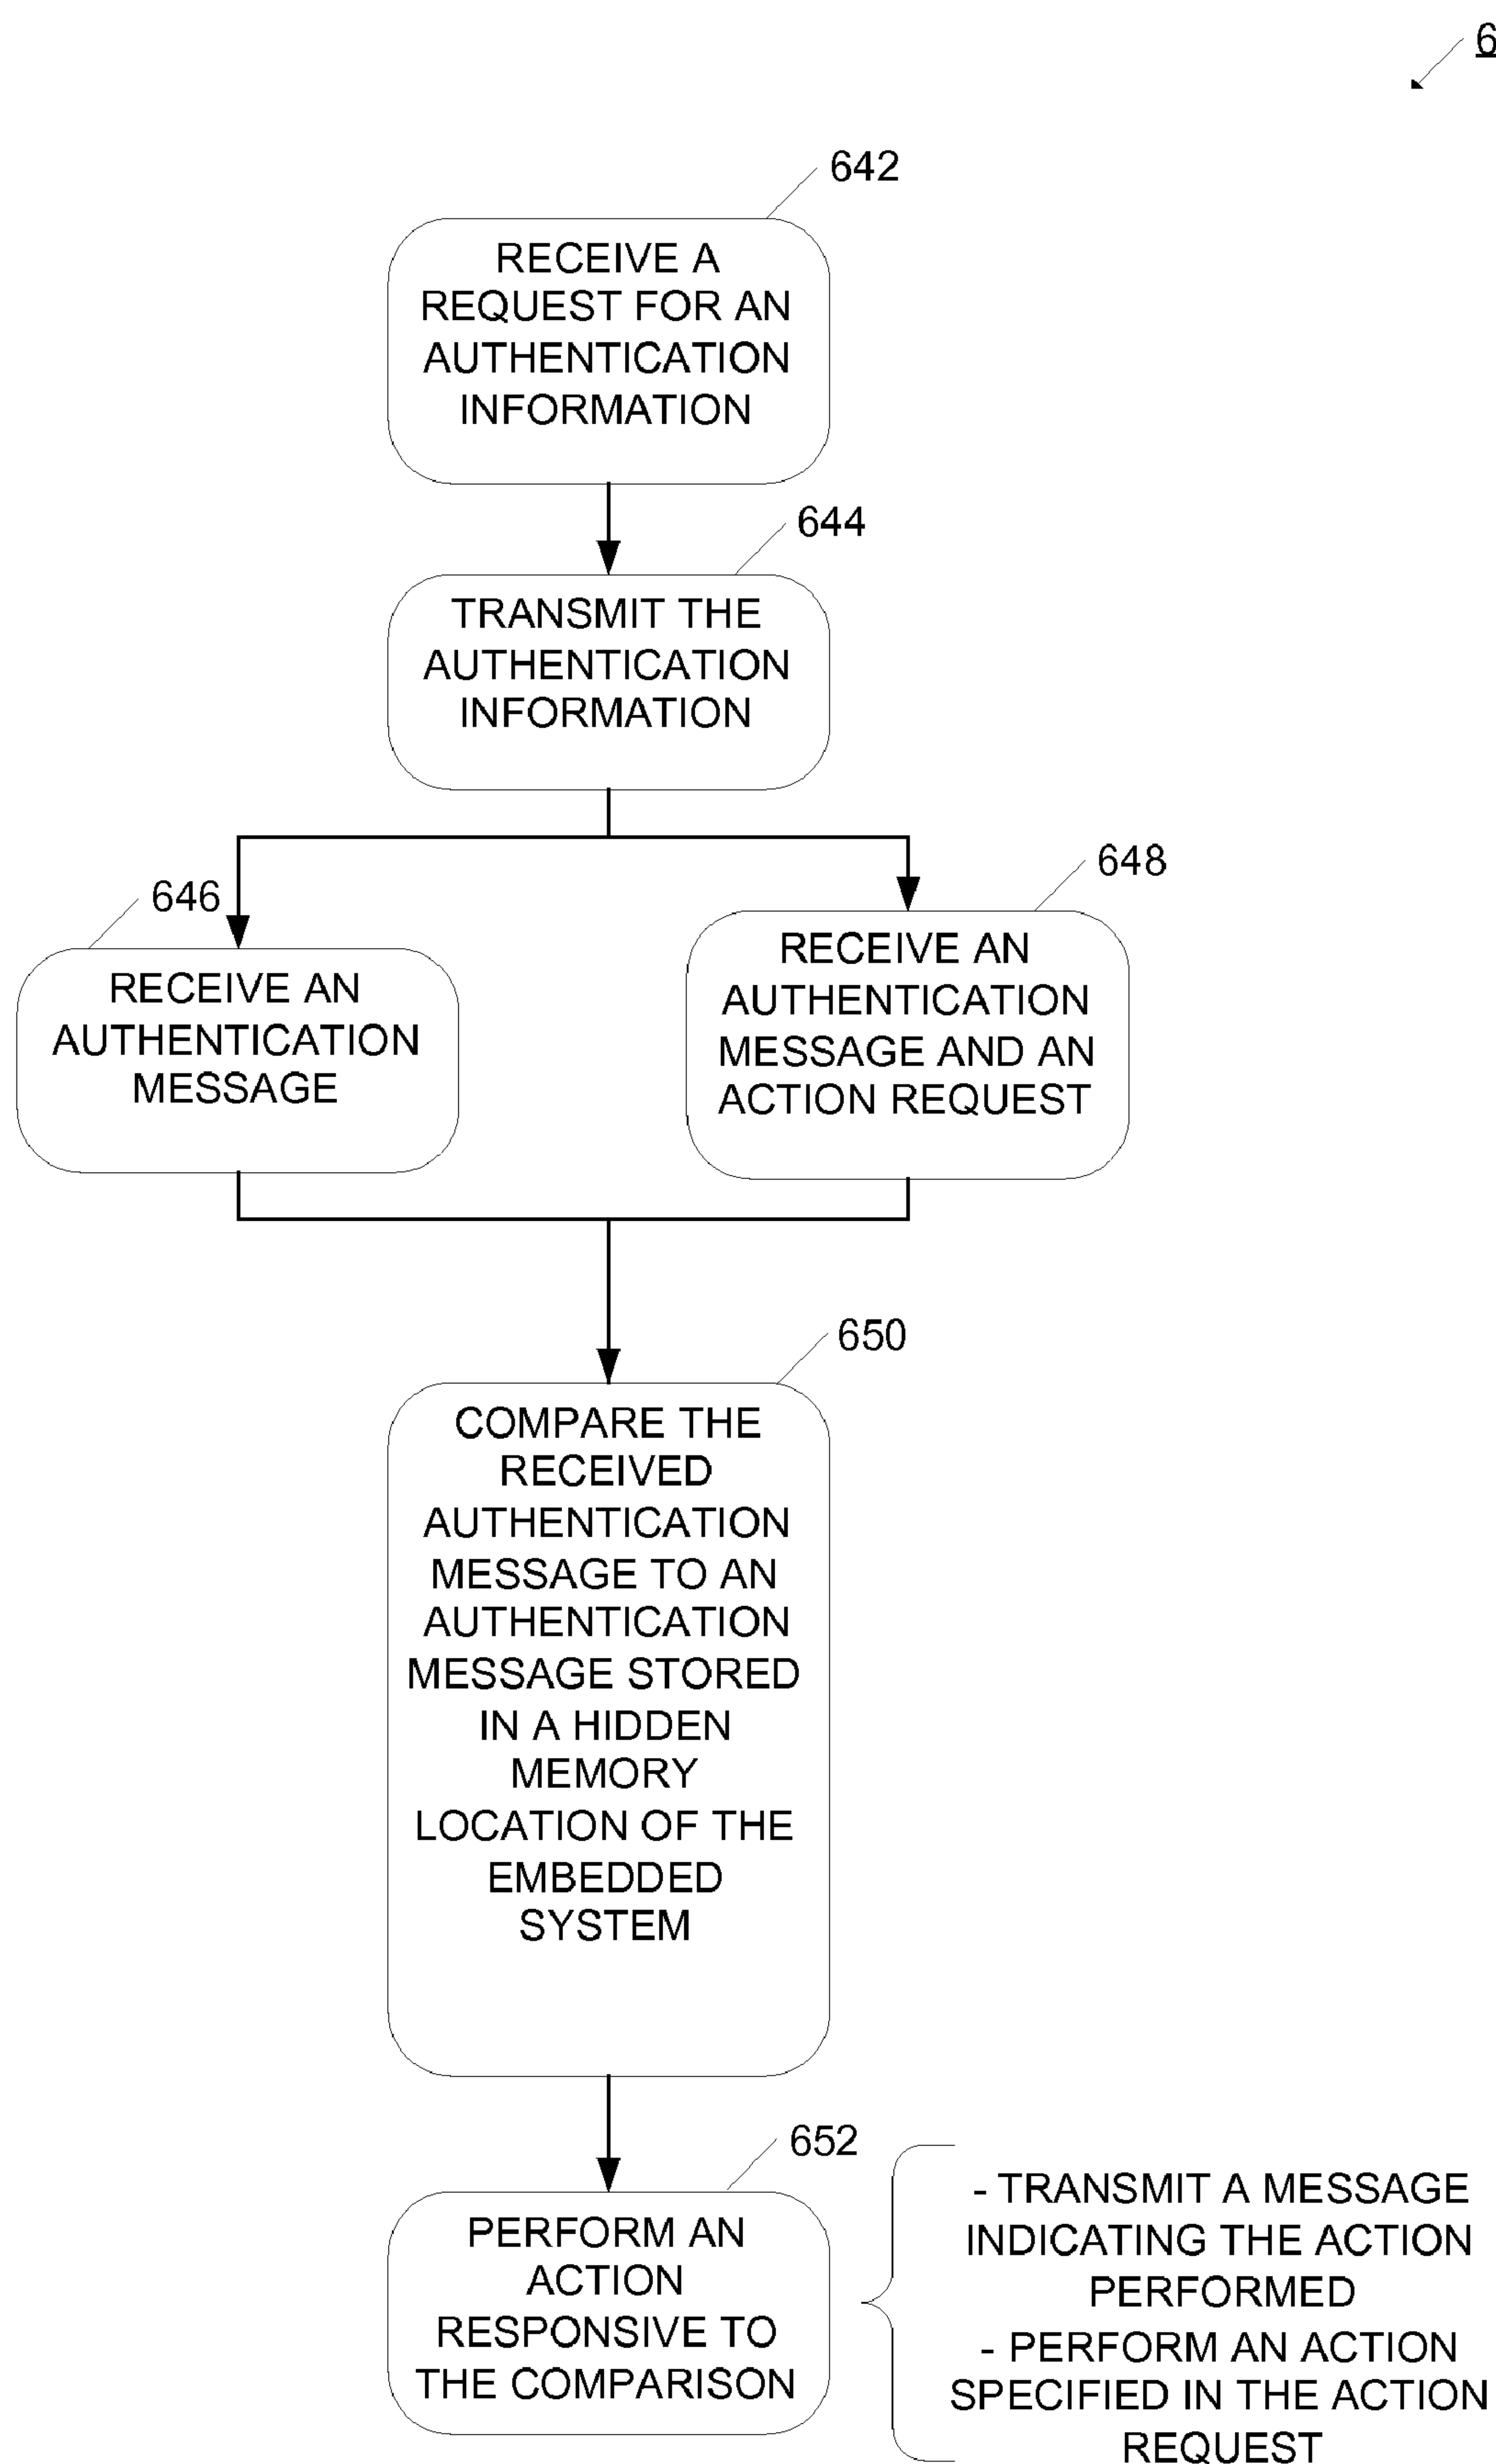 6
642
RECEIVE A
REQUEST FOR AN
AUTHENTICATION
INFORMATION
644
TRANSMIT THE
AUTHENTICATION
INFORMATION
646
RECEIVE AN
AUTHENTICATION
MESSAGE
648
RECEIVE AN
AUTHENTICATION
MESSAGE AND AN
ACTION REQUEST
650
COMPARE THE
RECEIVED
AUTHENTICATION
MESSAGE TO AN
AUTHENTICATION
MESSAGE STORED
IN A HIDDEN
MEMORY
LOCATION OF THE
EMBEDDED
SYSTEM
652
PERFORM AN
ACTION
RESPONSIVE TO
THE COMPARISON
- TRANSMIT A MESSAGE
INDICATING THE ACTION
PERFORMED
- PERFORM AN ACTION
SPECIFIED IN THE ACTION
REQUEST